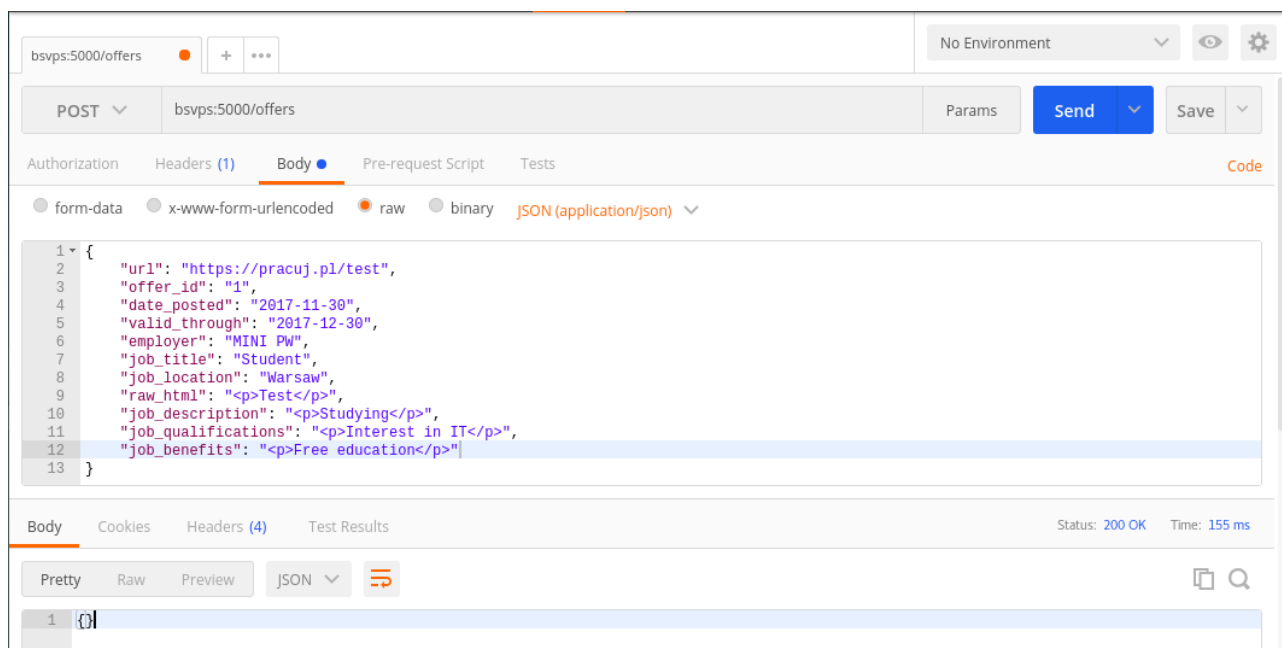 bsvps:5000/offers + ••• No Environment
POST bsvps:5000/offers Params Send Save
Authorization Headers (1) Body Pre-request Script Tests Code
form-data x-www-form-urlencoded raw binary JSON (application/json)
1 {
2 "url": "https://pracuj.pl/test",
3 "offer_id": "1",
4 "date_posted": "2017-11-30",
5 "valid_through": "2017-12-30",
6 "employer": "MINI PW",
7 "job_title": "Student",
8 "job_location": "Warsaw",
9 "raw_html": "<p>Test</p>",
10 "job_description": "<p>Studying</p>",
11 "job_qualifications": "<p>Interest in IT</p>",
12 "job_benefits": "<p>Free education</p>"
13 }
Body Cookies Headers (4) Test Results Status: 200 OK Time: 155 ms
Pretty Raw Preview JSON
1 {}